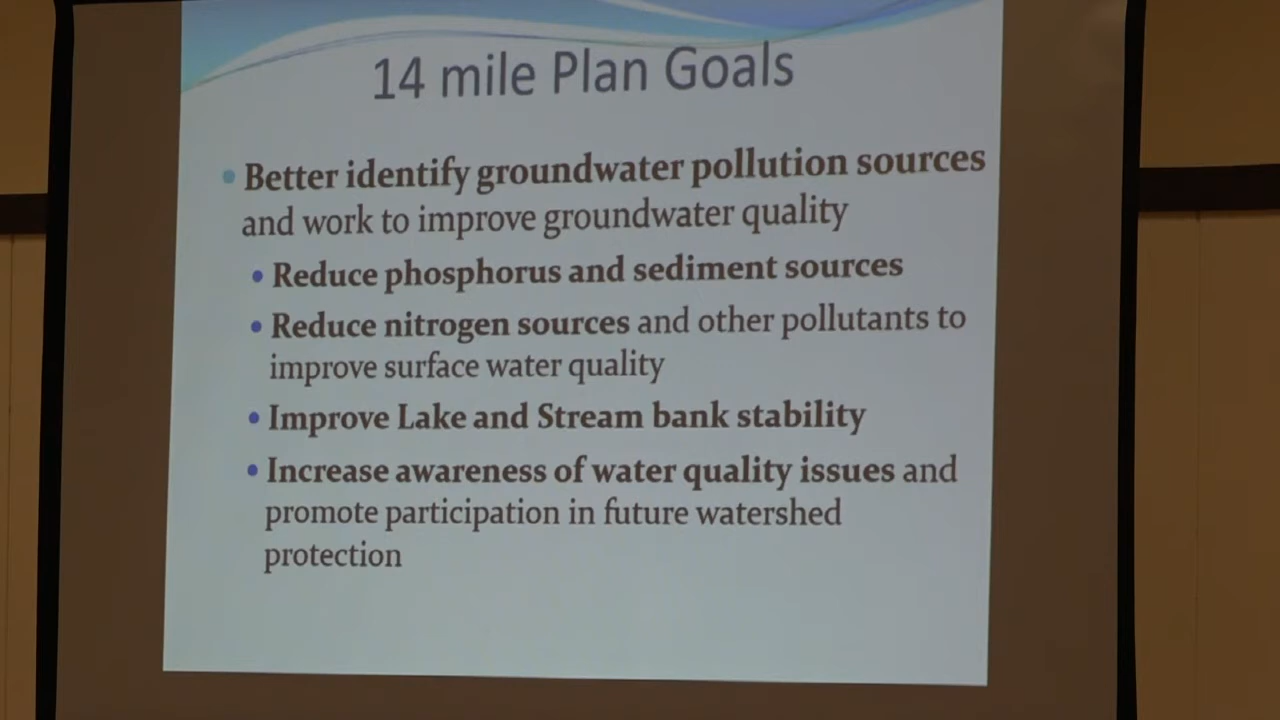 14 mile Plan Goals
• Better identify groundwater pollution sources
and work to improve groundwater quality
• Reduce phosphorus and sediment sources
• Reduce nitrogen sources and other pollutants to
improve surface water quality
• Improve Lake and Stream bank stability
• Increase awareness of water quality issues and
promote participation in future watershed
protection